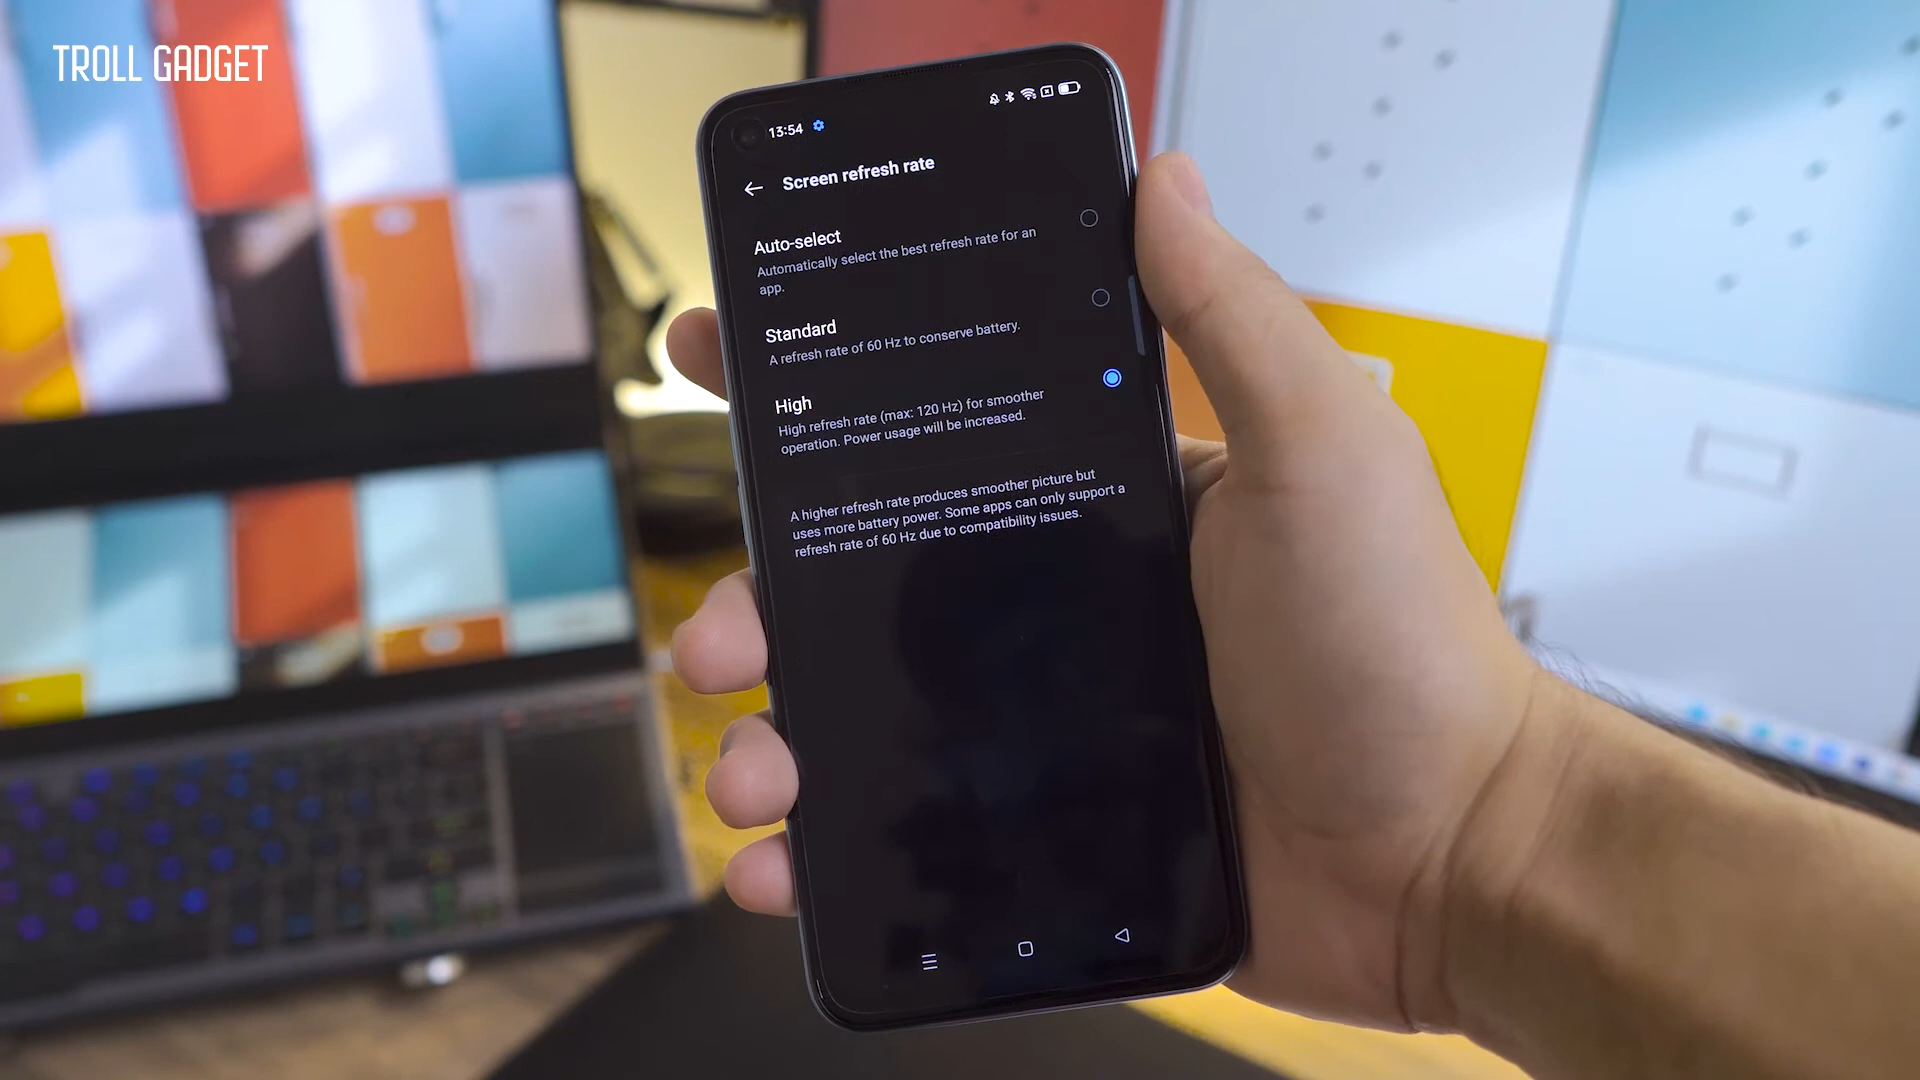 TROLL GADGET
13:54
Screen refresh rate
Auto-select
Automatically select the best refresh rate for an
app.
Standard
A refresh rate of 60 Hz to conserve battery.
High
High refresh rate (max: 120 Hz) for smoother
operation. Power usage will be increased.
A higher refresh rate produces smoother picture but
uses more battery power. Some apps can only support a
refresh rate of 60 Hz due to compatibility issues.